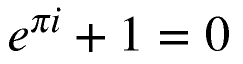 e^{πi} + 1 = 0